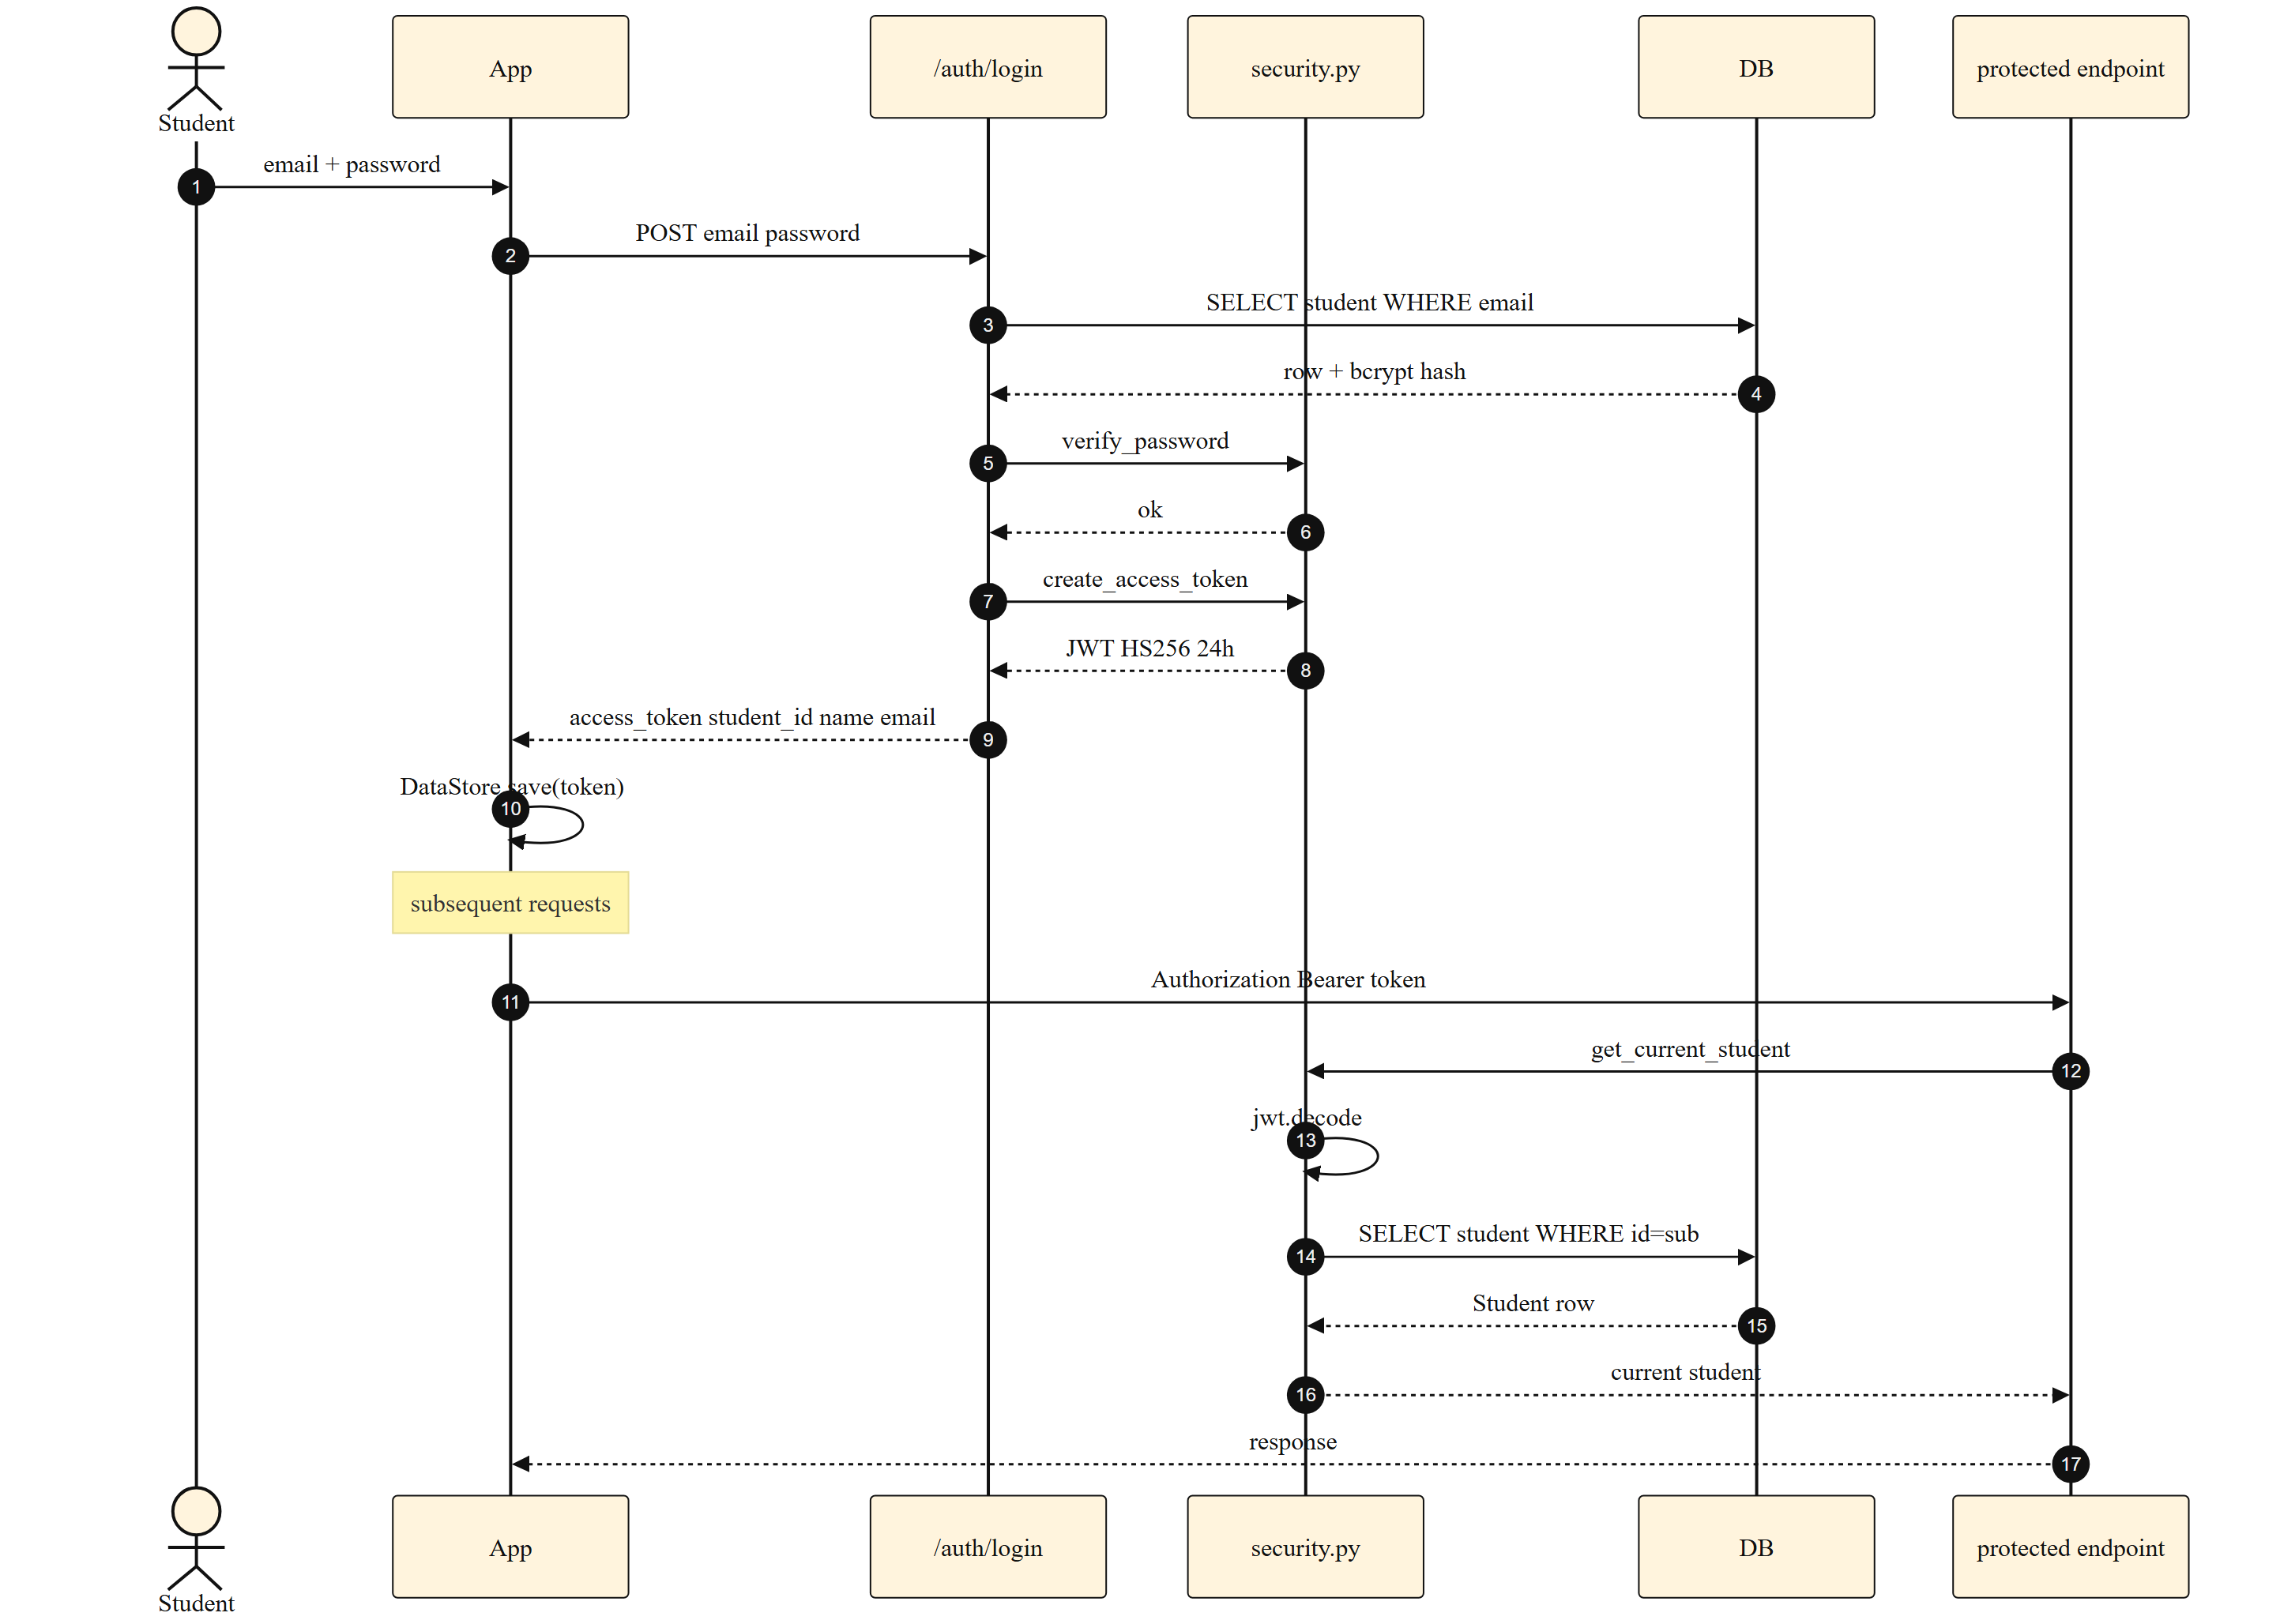 Student
App
/auth/login
security.py
DB
protected endpoint
email + password
1
POST email password
2
SELECT student WHERE email
3
row + bcrypt hash
4
verify_password
5
ok
6
create_access_token
7
JWT HS256 24h
8
access_token student_id name email
9
DataStore save(token)
10
subsequent requests
Authorization Bearer token
11
get_current_student
12
jwt.decode
13
SELECT student WHERE id=sub
14
Student row
15
current student
16
response
17
Student
App
/auth/login
security.py
DB
protected endpoint